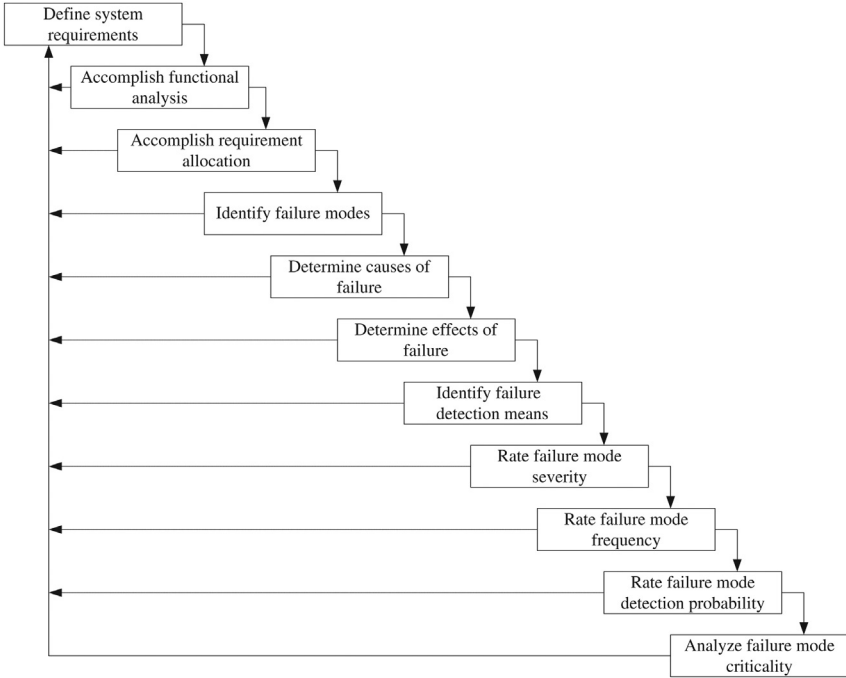 Define system
requirements
Accomplish functional
analysis
Accomplish requirement
allocation
Identify failure modes
Determine causes of
failure
Determine effects of
failure
Identify failure
detection means
Rate failure mode
severity
Rate failure mode
frequency
Rate failure mode
detection probability
Analyze failure mode
criticality